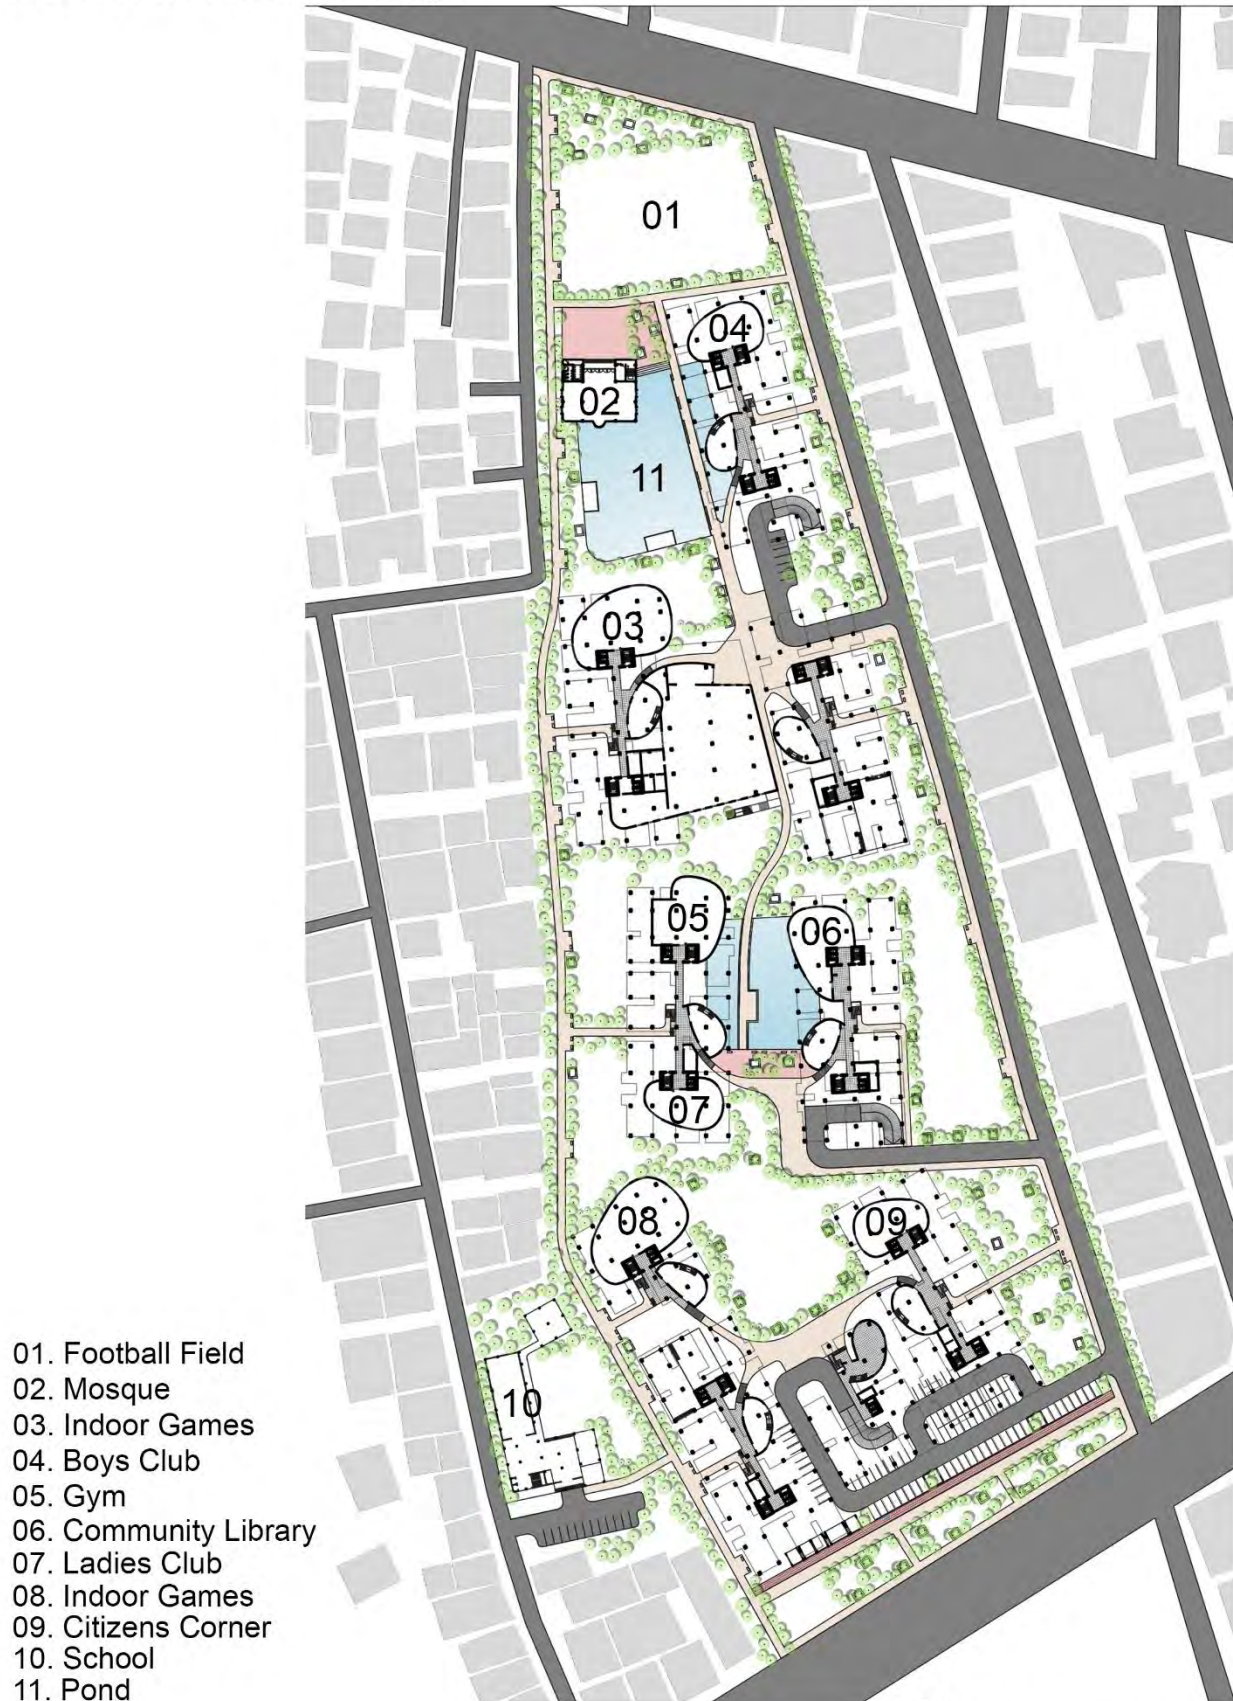 01
04
02
11
03
05
06
07
08
09
10
01. Football Field
02. Mosque
03. Indoor Games
04. Boys Club
05. Gym
06. Community Library
07. Ladies Club
08. Indoor Games
09. Citizens Corner
10. School
11. Pond